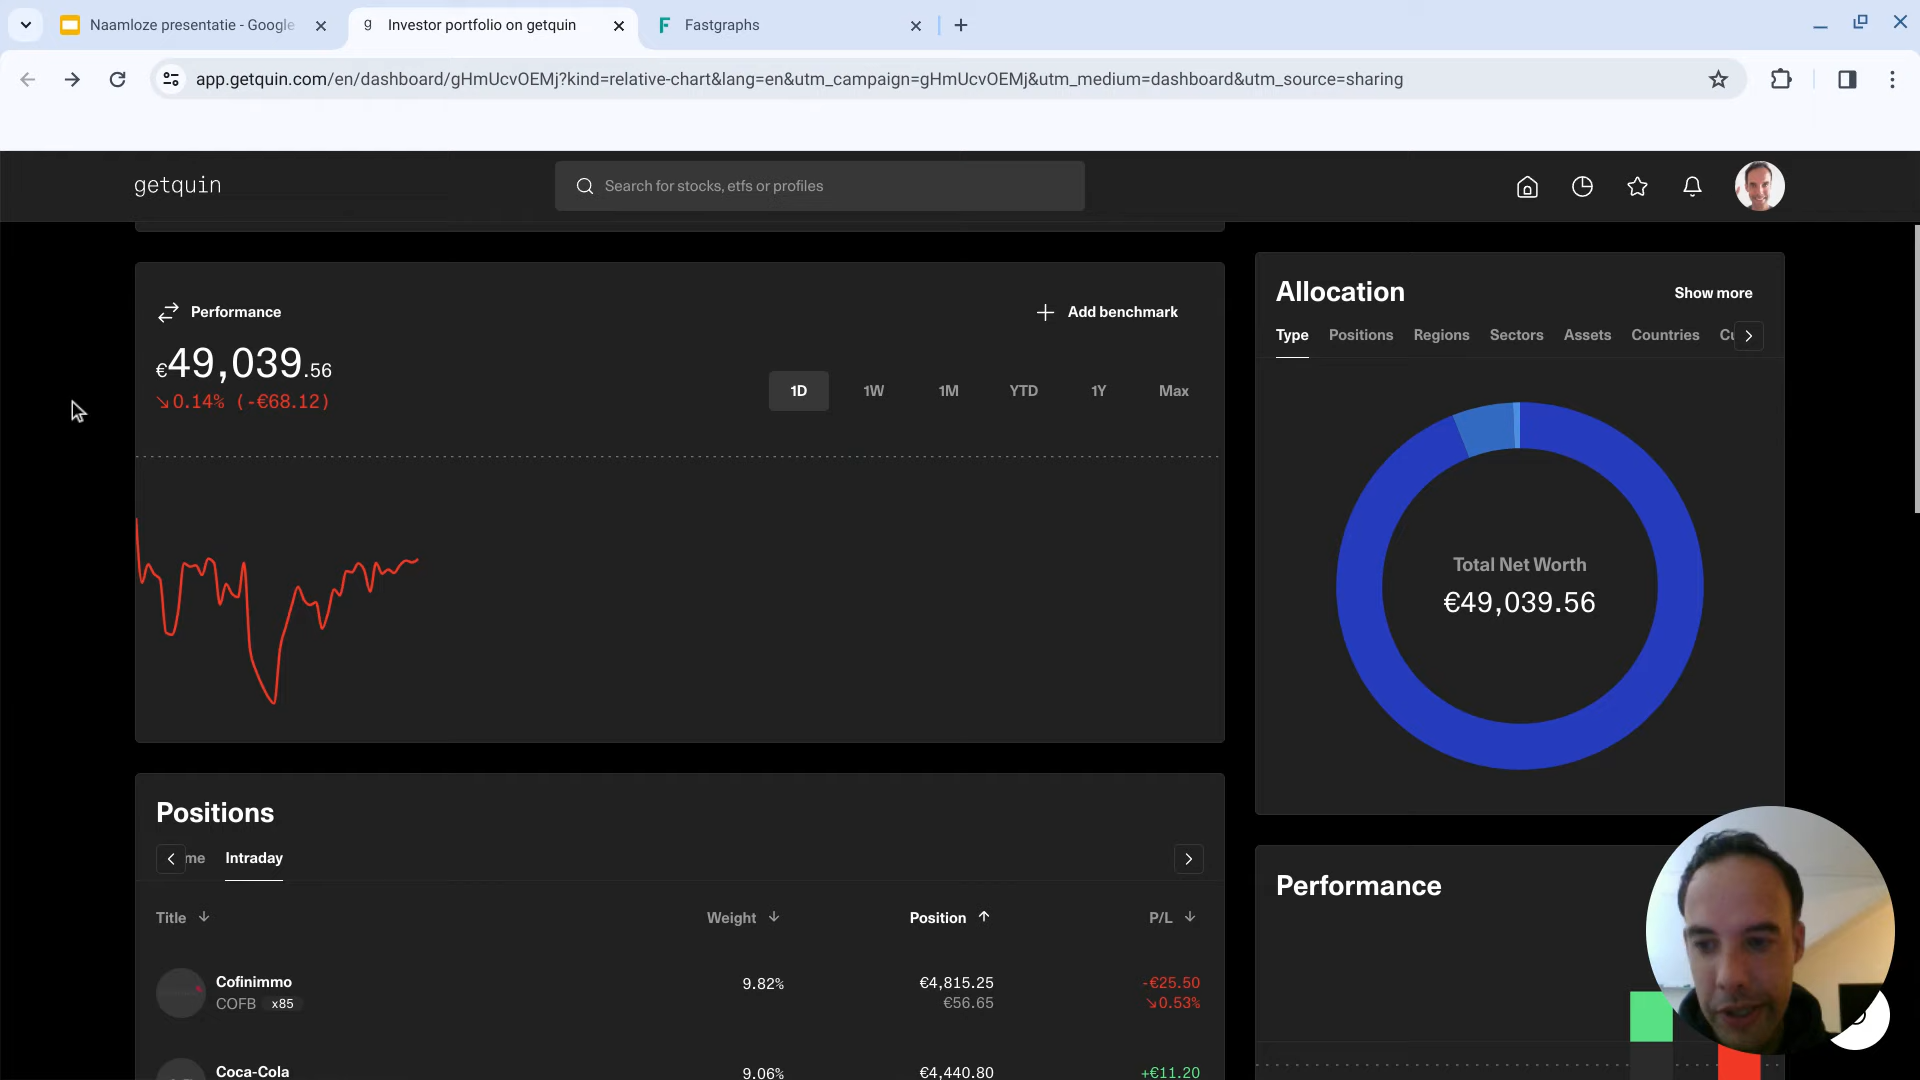 Naamloze presentatie - Google
g Investor portfolio on getquin
Fastgraphs
app.getquin.com/en/dashboard/gHmUcvOEMj?kind=relative-chart&lang=en&utm_campaign=gHmUcvOEMj&utm_medium=dashboard&utm_source=sharing
getquin
Search for stocks, etfs or profiles
Performance
Add benchmark
€49,039.56
↘0.14% (-€68.12)
1D 1W 1M YTD 1Y Max
Allocation
Show more
Type Positions Regions Sectors Assets Countries
Total Net Worth
€49,039.56
Positions
me Intraday
Title Weight Position P/L
Cofinimmo 9.82% €4,815.25 -€25.50
COFB x85 €56.65 ↘0.53%
Coca-Cola 9.06% €4,440.80 +€11.20
Performance